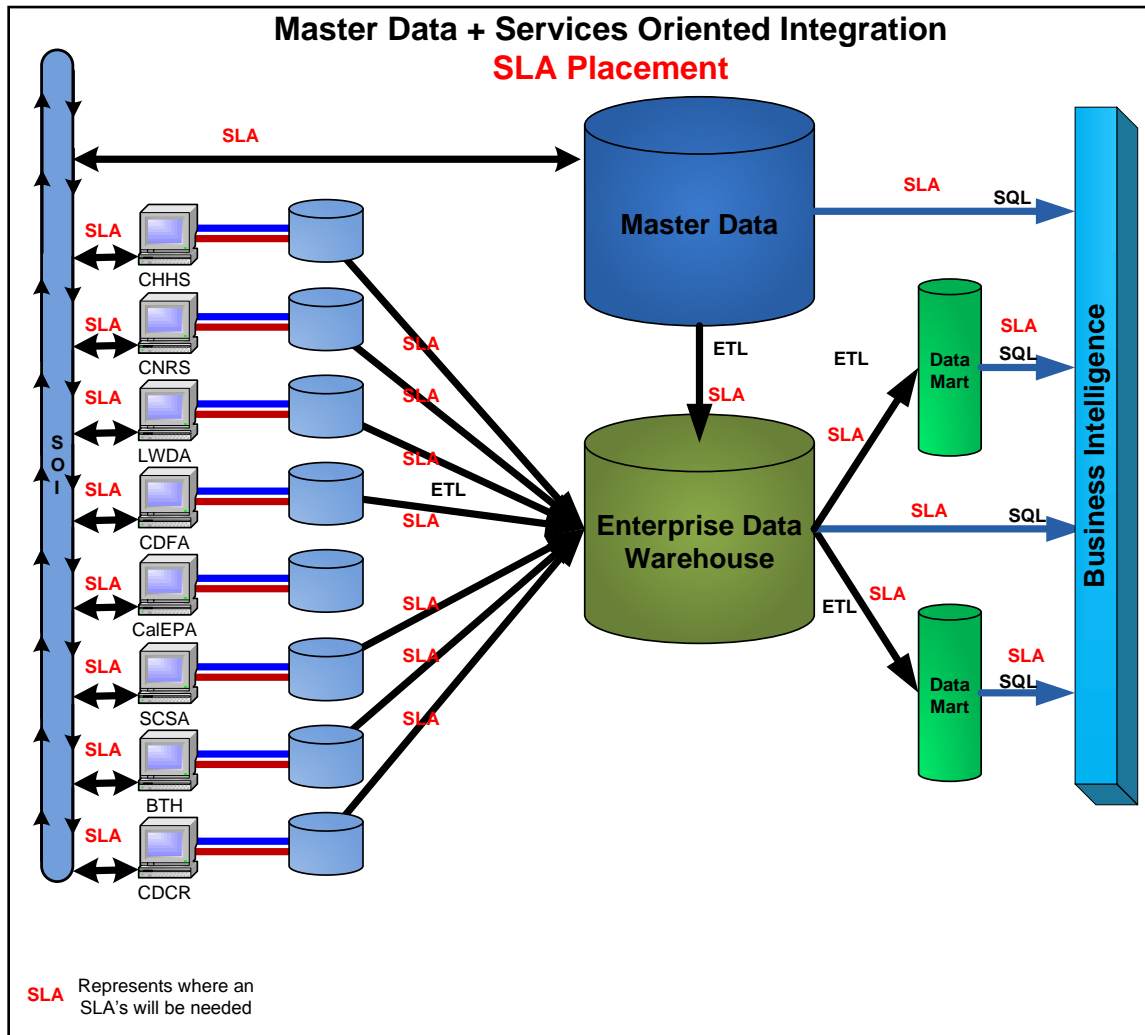 Master Data + Services Oriented Integration
SLA Placement
SLA
Master Data
SLA
SQL
SLA
CHHS
SLA
CNRS
SLA
LWDA
SLA
CDFA
SLA
CalEPA
SLA
SCSA
SLA
BTH
SLA
CDCR
S
O
I
SLA
SLA
SLA
ETL
SLA
SLA
SLA
SLA
ETL
SLA
Enterprise Data
Warehouse
ETL
SLA
Data
Mart
SLA
SQL
SLA
SQL
ETL
SLA
Data
Mart
SLA
SQL
Business Intelligence
SLA
Represents where an
SLA's will be needed